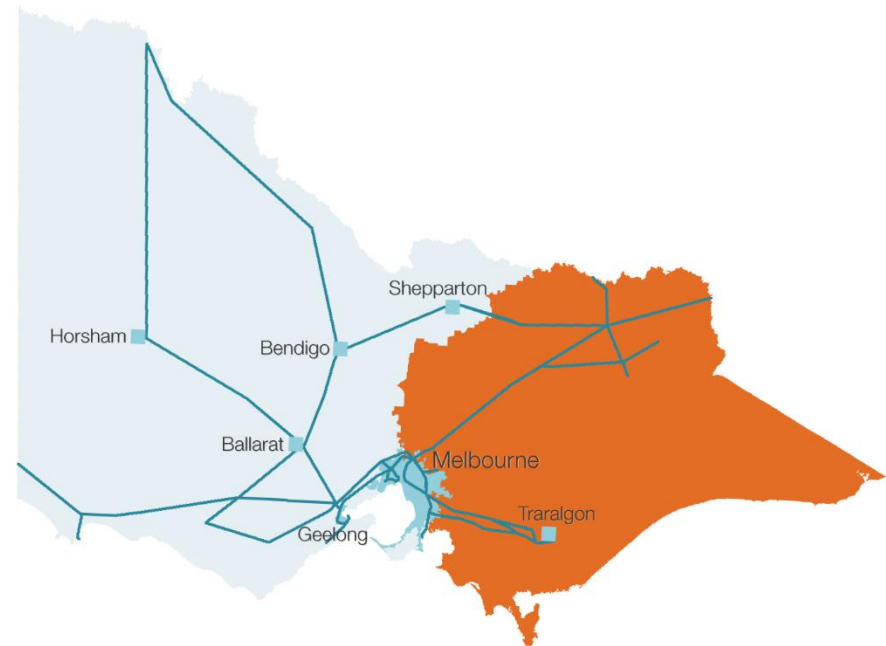 Shepparton
Horsham
Bendigo
Ballarat
Melbourne
Traralgon
Geelong